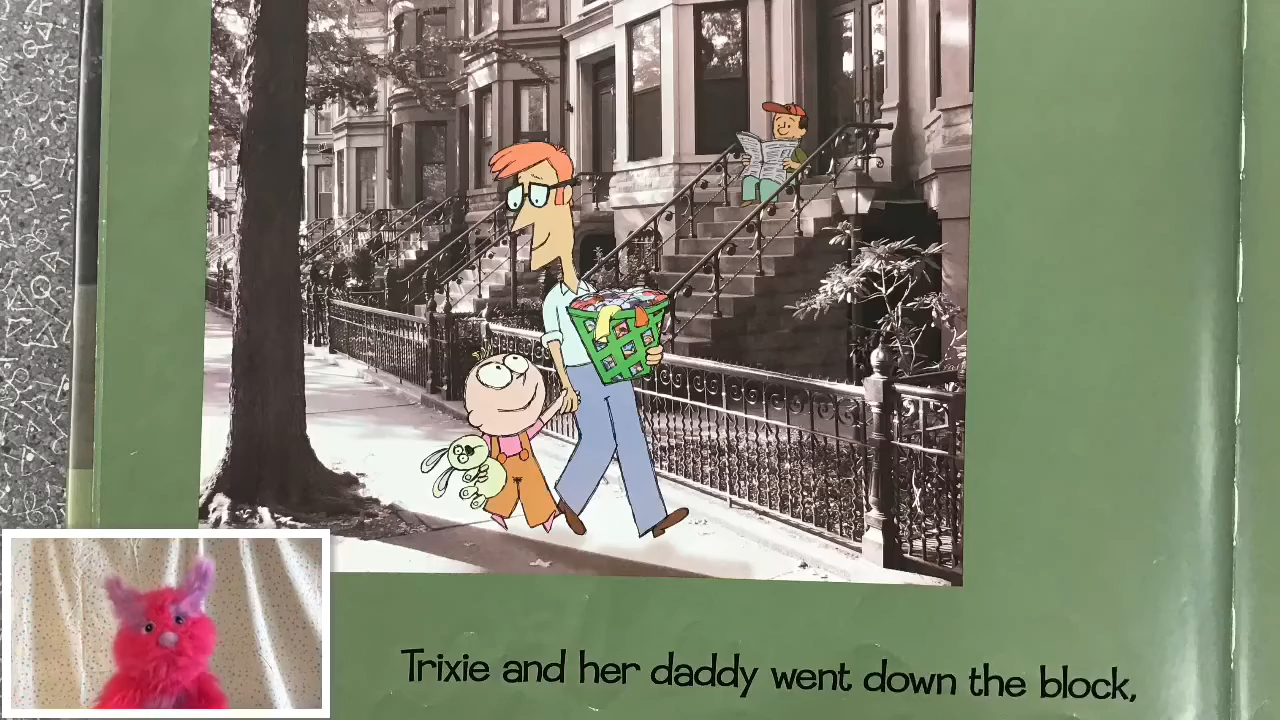 Trixie and her daddy went down the block,